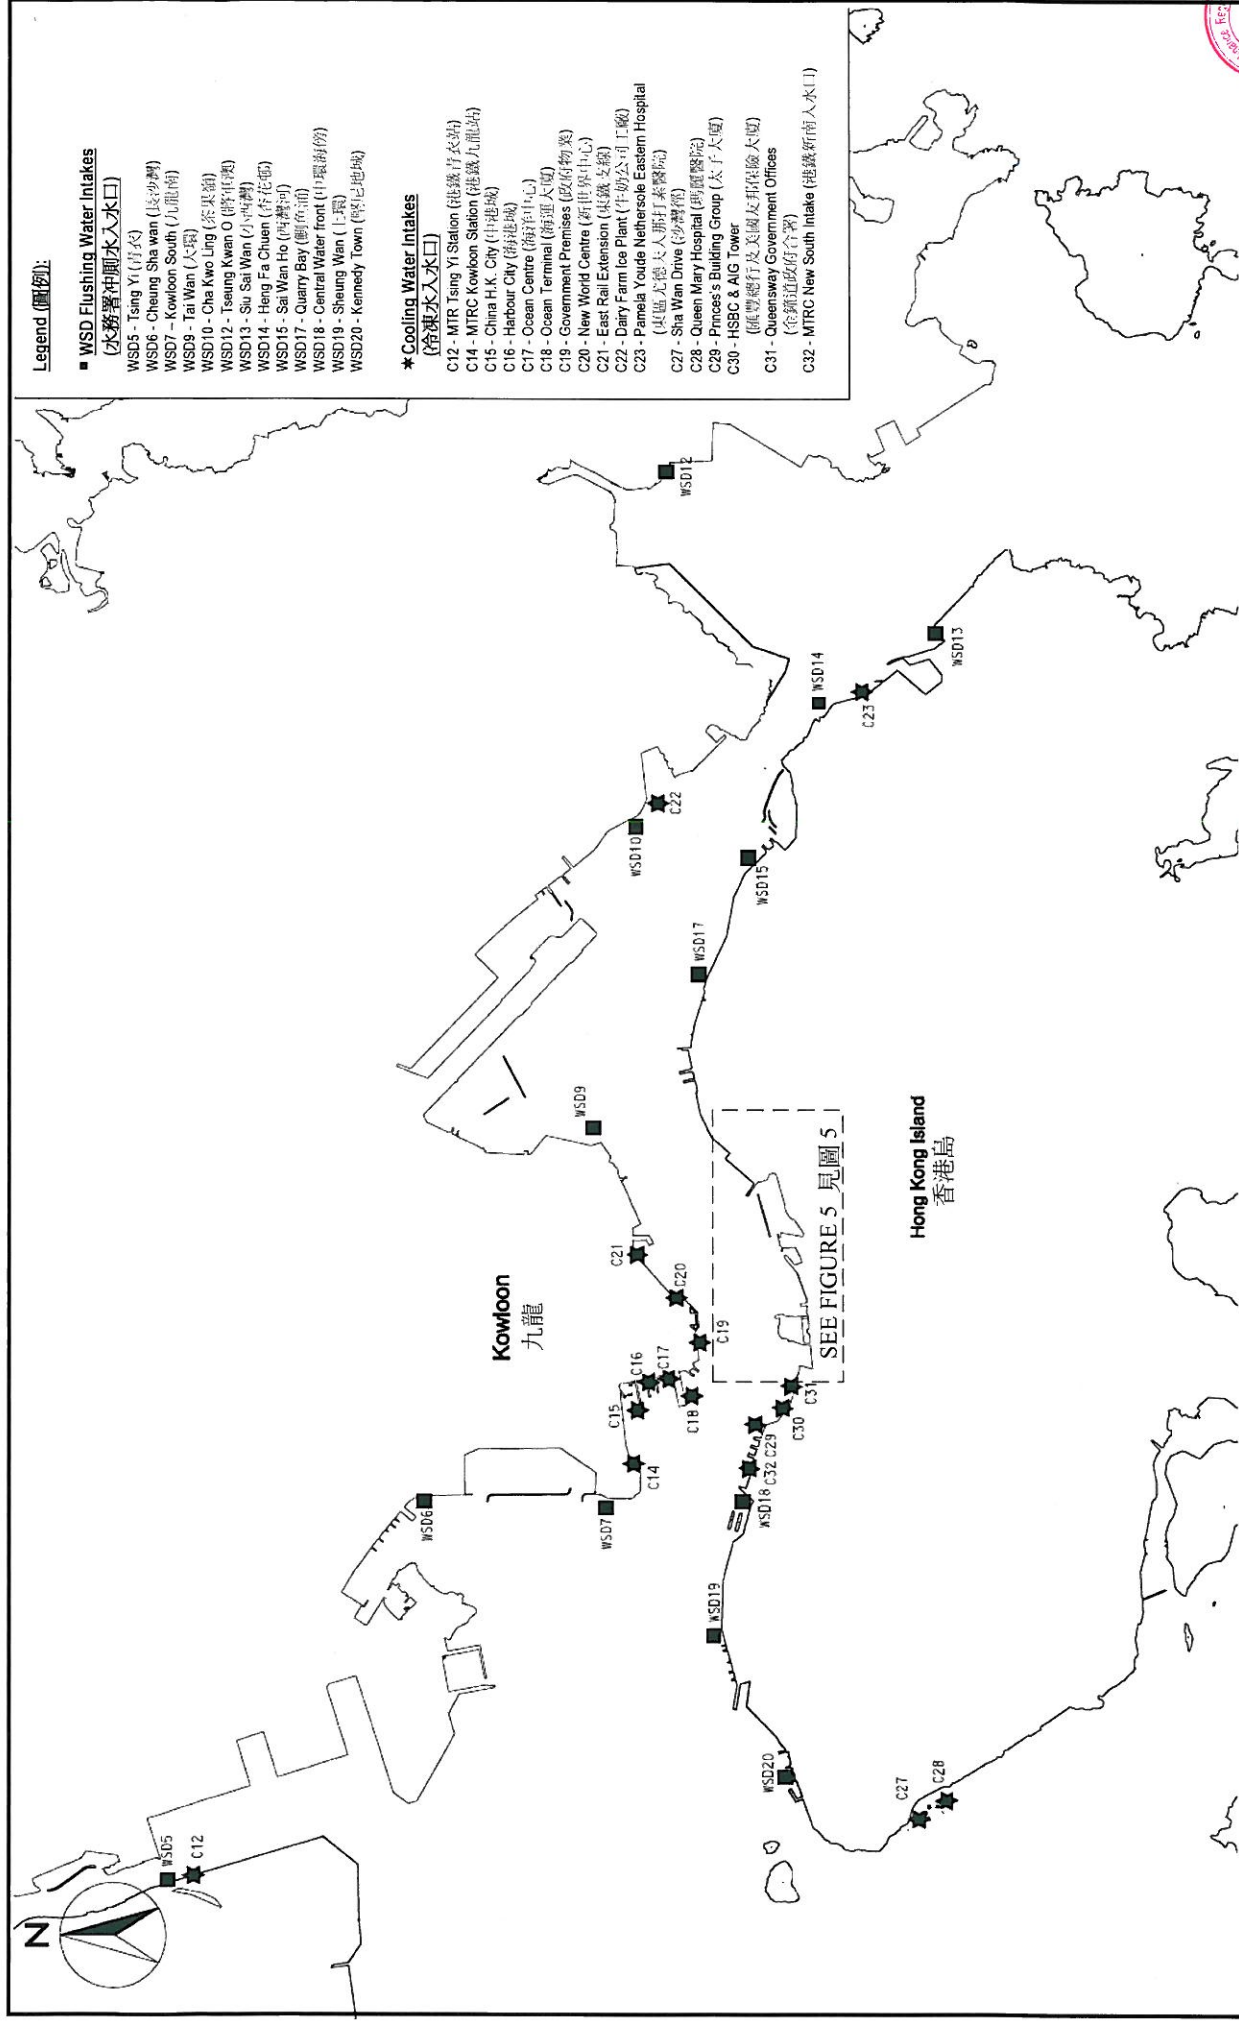 Legend (圖例):
■ WSD Flushing Water Intakes
(水務署沖廁水入水口)
WSD5 - Tsing Yi (青衣)
WSD6 - Cheung Sha wan (長沙灣)
WSD7 – Kowloon South (九龍南)
WSD9 - Tai Wan (大環)
WSD10 - Cha Kwo Ling (茶果嶺)
WSD12 - Tseung Kwan O (將軍澳)
WSD13 - Siu Sai Wan (小西灣)
WSD14 - Heng Fa Chuen (杏花邨)
WSD15 - Sai Wan Ho (西灣河)
WSD17 - Quarry Bay (鰂魚涌)
WSD18 - Central Water front (中環海傍)
WSD19 - Sheung Wan (上環)
WSD20 - Kennedy Town (堅尼地城)
★Cooling Water Intakes
(冷凍水入水口)
C12 - MTR Tsing Yi Station (港鐵青衣站)
C14 - MTRC Kowloon Station (港鐵九龍站)
C15 - China H.K. City (中港城)
C16 - Harbour City (海港城)
C17 - Ocean Centre (海洋中心)
C18 - Ocean Terminal (海運大廈)
C19 - Government Premises (政府物業)
C20 - New World Centre (新世界中心)
C21 - East Rail Extension (東鐵支線)
C22 - Dairy Farm Ice Plant (牛奶公司工廠)
C23 - Pamela Youde Nethersole Eastern Hospital
(東區尤德夫人那打素醫院)
C27 - Sha Wan Drive (沙灣徑)
C28 - Queen Mary Hospital (瑪麗醫院)
C29 - Princes's Building Group (太子大廈)
C30 - HSBC & AIG Tower
(匯豐總行及美國友邦保險大廈)
C31 - Queensway Government Offices
(金鐘道政府合署)
C32 - MTRC New South Intake (港鐵新南入水口)
N
WSD5
C12
WSD6
WSD7
C14
C15
C16
C17
C18
C19
C20
C21
Kowloon
九龍
WSD9
WSD10
C22
WSD12
WSD14
C23
WSD13
WSD15
WSD17
WSD19
WSD18
C32
C29
C30
C31
SEE FIGURE 5 見圖 5
WSD20
C27
C28
Hong Kong Island
香港島